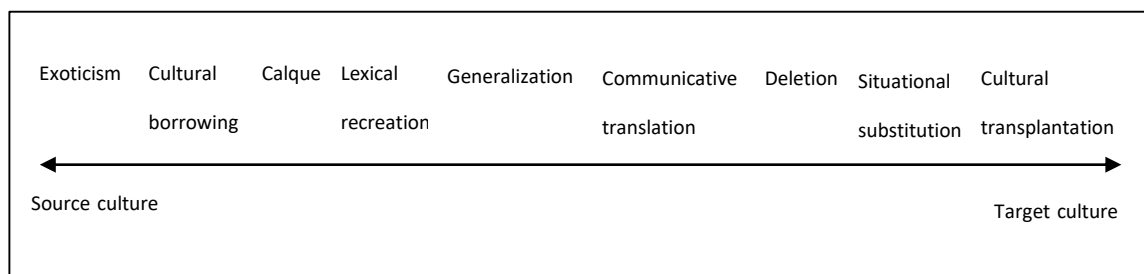 Exoticism Cultural Calque Lexical Generalization Communicative Deletion Situational Cultural
borrowing recreation translation substitution transplantation
Source culture Target culture